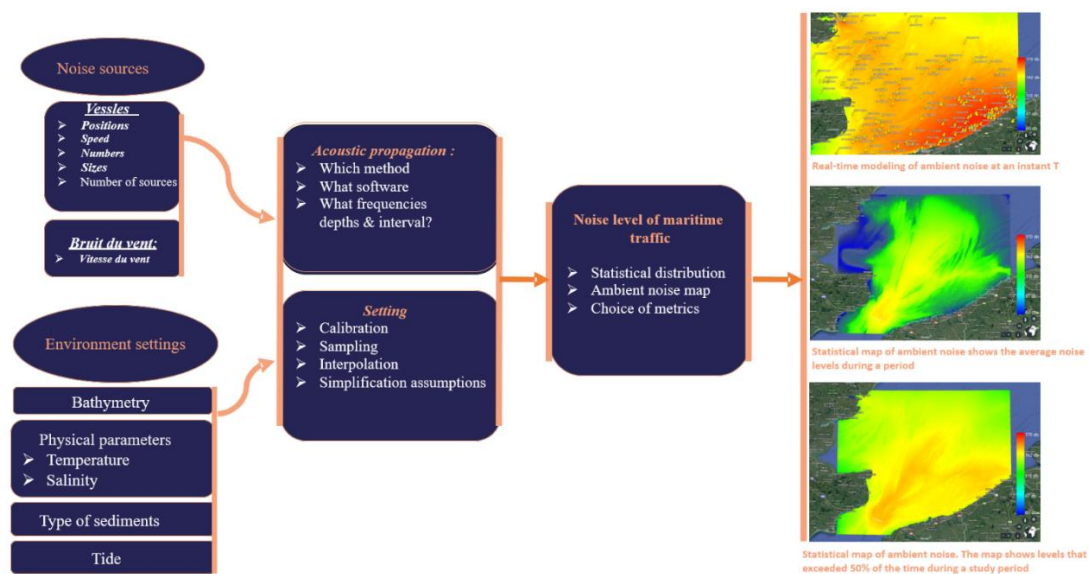 Noise sources
Vessles
➢ Positions
➢ Speed
➢ Numbers
➢ Sizes
➢ Number of sources
Bruit du vent:
➢ Vitesse du vent
Environment settings
Bathymetry
Physical parameters
➢ Temperature
➢ Salinity
Type of sediments
Tide
Acoustic propagation :
➢ Which method
➢ What software
➢ What frequencies
depths & interval?
Setting
➢ Calibration
➢ Sampling
➢ Interpolation
➢ Simplification assumptions
Noise level of maritime
traffic
➢ Statistical distribution
➢ Ambient noise map
➢ Choice of metrics
Real-time modeling of ambient noise at an instant T
Statistical map of ambient noise shows the average noise
levels during a period
Statistical map of ambient noise. The map shows levels that
exceeded 50% of the time during a study period